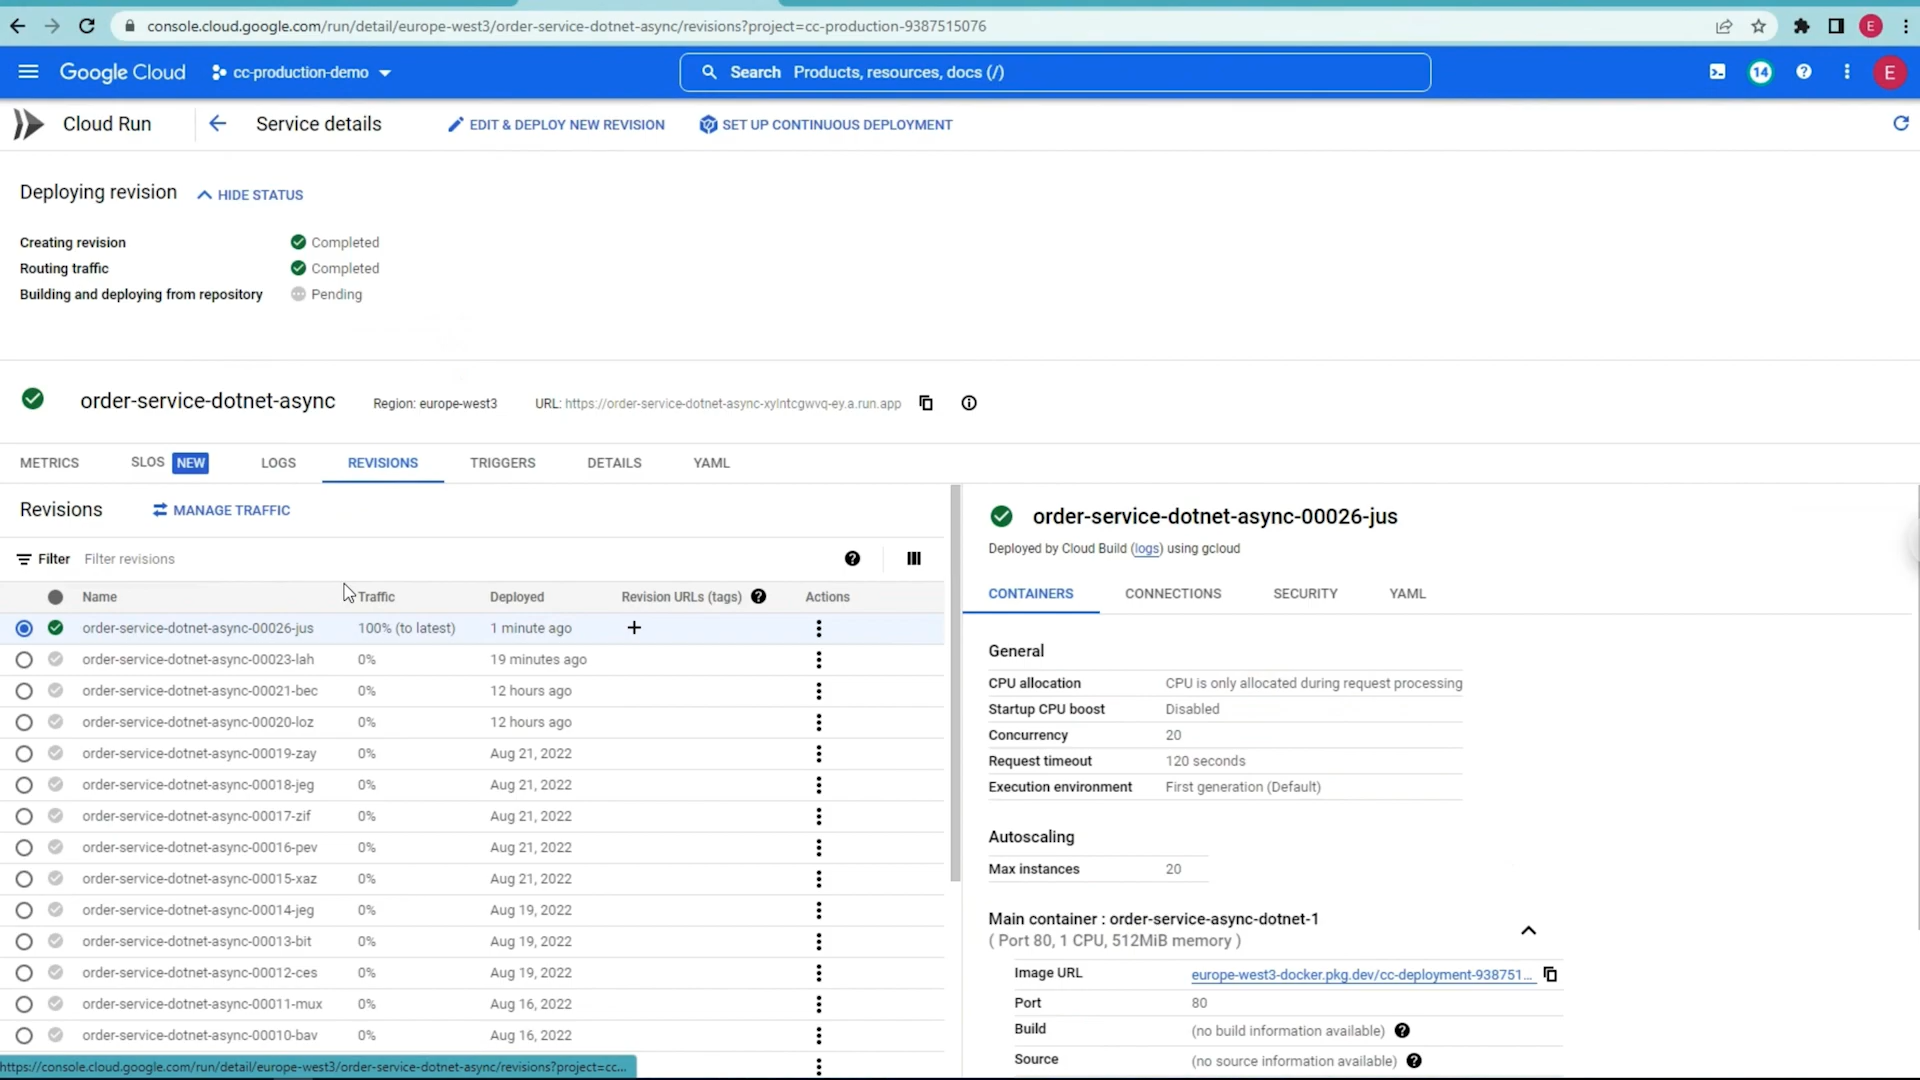 console.cloud.google.com/run/detail/europe-west3/order-service-dotnet-async/revisions?project=cc-production-9387515076
E
Google Cloud
cc-production-demo
Search Products, resources, docs (/)
14
E
Cloud Run
Service details
EDIT & DEPLOY NEW REVISION
SET UP CONTINUOUS DEPLOYMENT
Deploying revision
HIDE STATUS
Creating revision Completed
Routing traffic Completed
Building and deploying from repository Pending
order-service-dotnet-async
Region: europe-west3
URL: https://order-service-dotnet-async-xylntcgwvq-ey.a.run.app
METRICS SLOS NEW LOGS REVISIONS TRIGGERS DETAILS YAML
Revisions
MANAGE TRAFFIC
Filter Filter revisions
Name Traffic Deployed Revision URLs (tags) Actions
order-service-dotnet-async-00026-jus 100% (to latest) 1 minute ago
order-service-dotnet-async-00023-lah 0% 19 minutes ago
order-service-dotnet-async-00021-bec 0% 12 hours ago
order-service-dotnet-async-00020-loz 0% 12 hours ago
order-service-dotnet-async-00019-zay 0% Aug 21, 2022
order-service-dotnet-async-00018-jeg 0% Aug 21, 2022
order-service-dotnet-async-00017-zif 0% Aug 21, 2022
order-service-dotnet-async-00016-pev 0% Aug 21, 2022
order-service-dotnet-async-00015-xaz 0% Aug 21, 2022
order-service-dotnet-async-00014-jeg 0% Aug 19, 2022
order-service-dotnet-async-00013-bit 0% Aug 19, 2022
order-service-dotnet-async-00012-ces 0% Aug 19, 2022
order-service-dotnet-async-00011-mux 0% Aug 16, 2022
order-service-dotnet-async-00010-bav 0% Aug 16, 2022
https://console.cloud.google.com/run/detail/europe-west3/order-service-dotnet-async/revisions?project=cc...
order-service-dotnet-async-00026-jus
Deployed by Cloud Build (logs) using gcloud
CONTAINERS CONNECTIONS SECURITY YAML
General
CPU allocation CPU is only allocated during request processing
Startup CPU boost Disabled
Concurrency 20
Request timeout 120 seconds
Execution environment First generation (Default)
Autoscaling
Max instances 20
Main container : order-service-async-dotnet-1
( Port 80, 1 CPU, 512MiB memory )
Image URL europe-west3-docker.pkg.dev/cc-deployment-938751...
Port 80
Build (no build information available)
Source (no source information available)